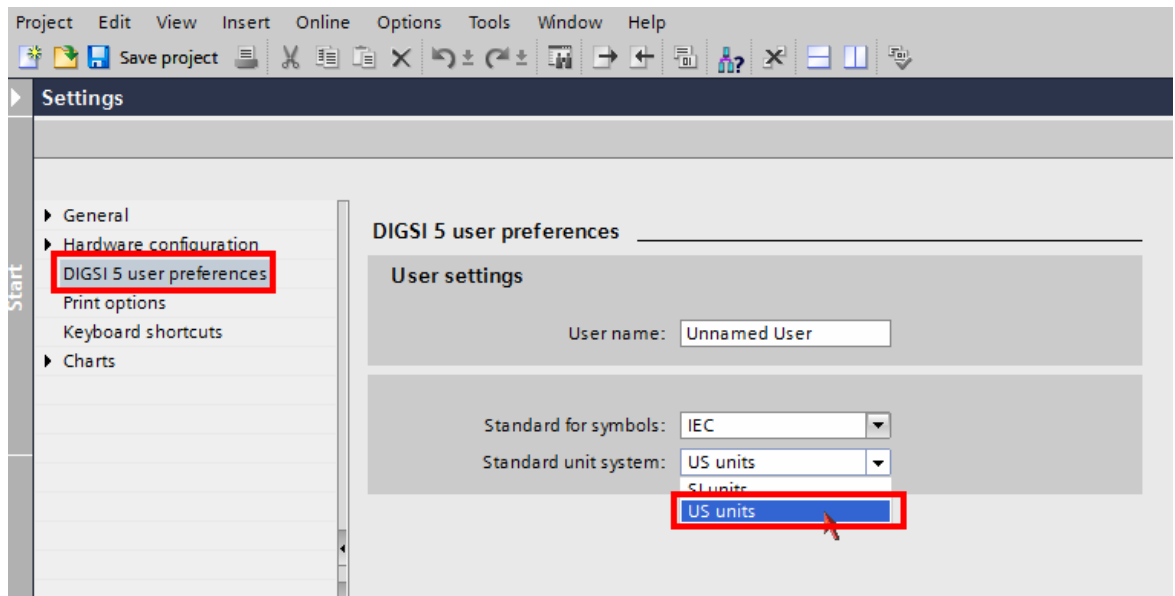 Project Edit View Insert Online Options Tools Window Help
Save project
Settings
Start
General
Hardware configuration
DIGSI 5 user preferences
Print options
Keyboard shortcuts
Charts
DIGSI 5 user preferences
User settings
User name: Unnamed User
Standard for symbols: IEC
Standard unit system: US units
SI units
US units